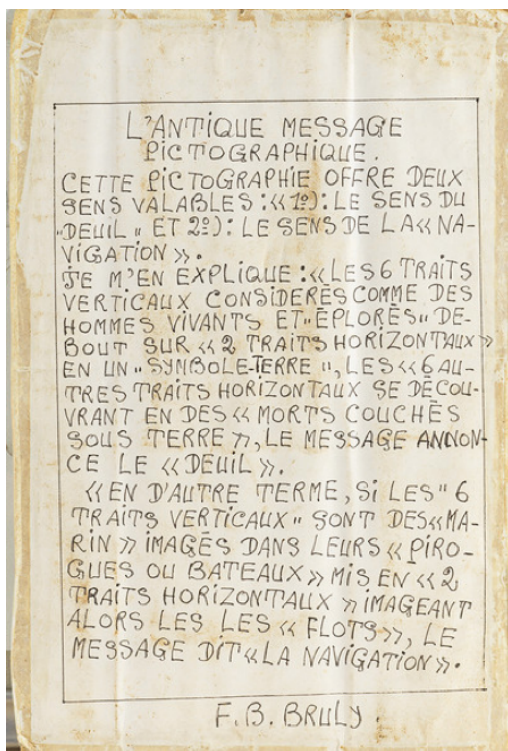 L'ANTIQUE MESSAGE
PICTOGRAPHIQUE.
CETTE PICTOGRAPHIE OFFRE DEUX
SENS VALABLES : «1º): LE SENS DU
"DEUIL" ET 2º): LE SENS DE LA «NA-
VIGATION».
JE M'EN EXPLIQUE : «LES 6 TRAITS
VERTICAUX CONSIDERÉS COMME DES
HOMMES VIVANTS ET "ÉPLORÉS" DE-
BOUT SUR «2 TRAITS HORIZONTAUX»
EN UN "SYNBOLE-TERRE", LES «6 AU-
TRES TRAITS HORIZONTAUX SE DÉCOU-
VRANT EN DES «MORTS COUCHÉS
SOUS TERRE», LE MESSAGE ANNON-
CE LE «DEUIL».
«EN D'AUTRE TERME, SI LES "6
TRAITS VERTICAUX" SONT DES «MA-
RIN» IMAGÉS DANS LEURS «PIRO-
GUES OU BATEAUX» MIS EN «2
TRAITS HORIZONTAUX» IMAGEANT
ALORS LES LES «FLOTS», LE
MESSAGE DIT «LA NAVIGATION».
F.B. BRULY.